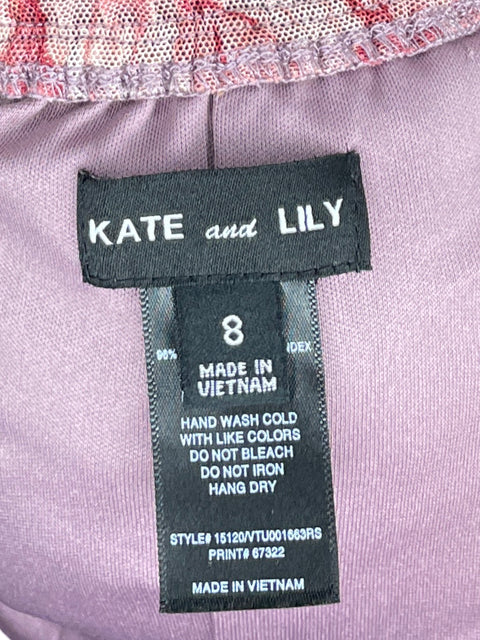 KATE and LILY
8
MADE IN
VIETNAM
HAND WASH COLD
WITH LIKE COLORS
DO NOT BLEACH
DO NOT IRON
HANG DRY
STYLE# 15120/VTU001663RS
PRINT# 67322
MADE IN VIETNAM